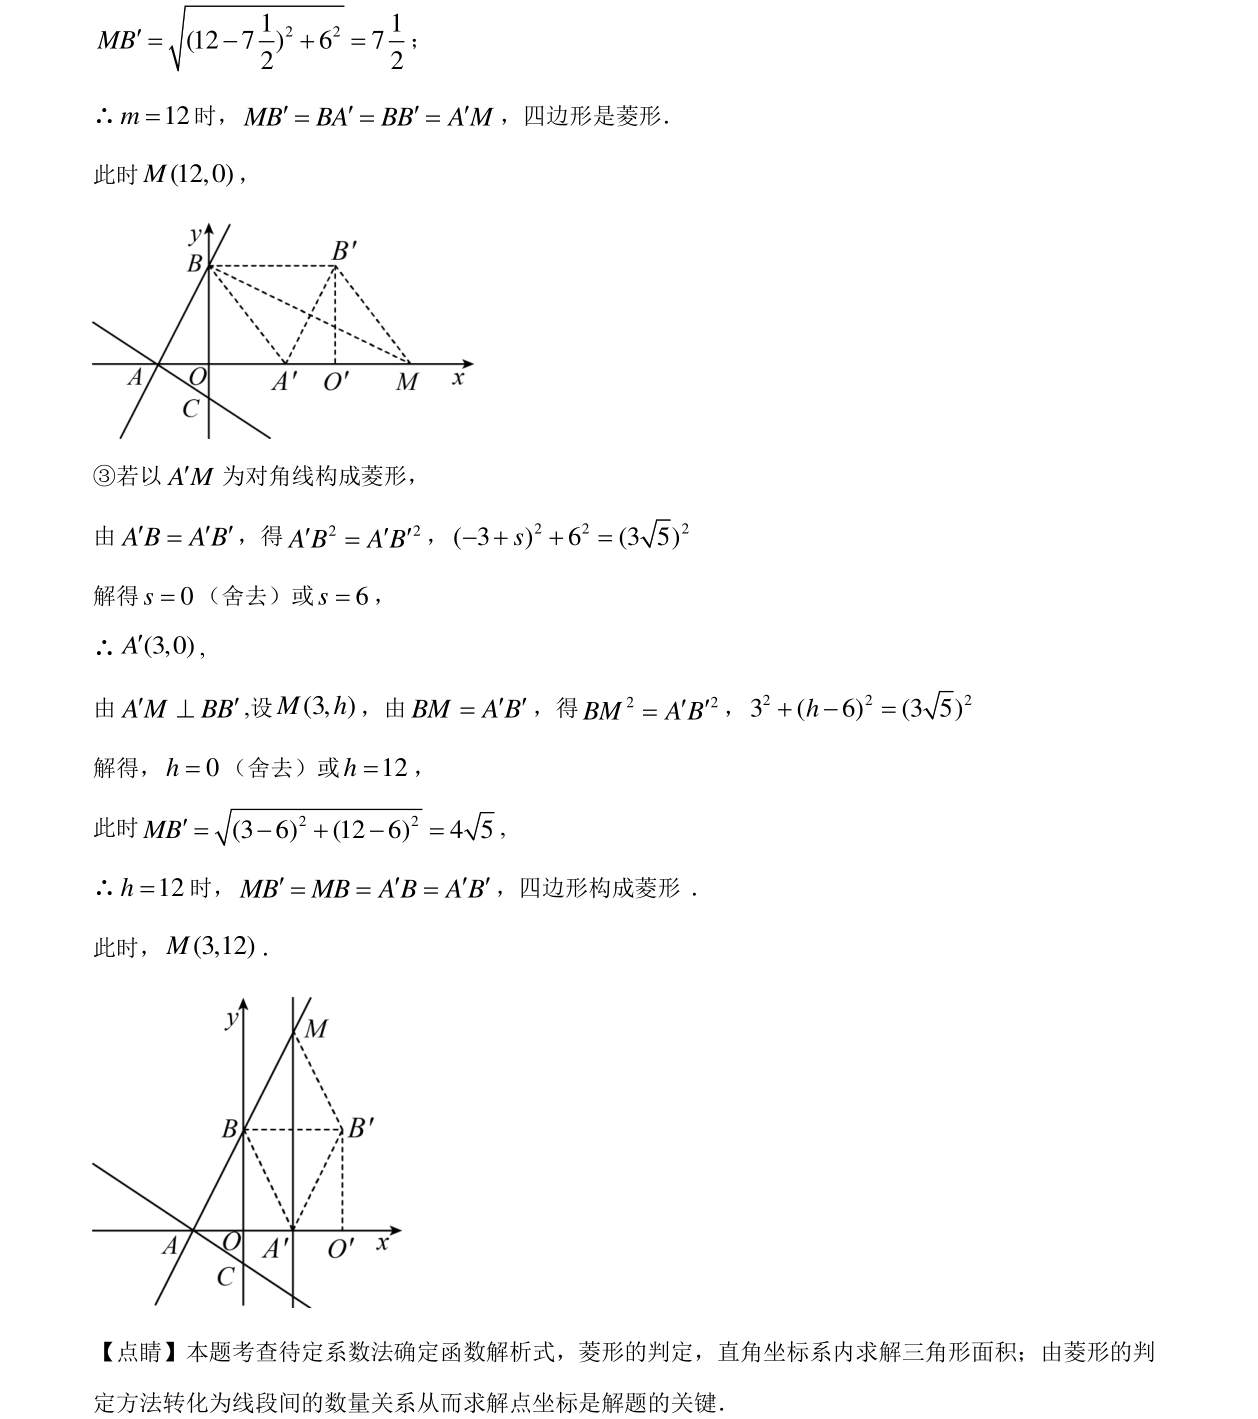 MB′ = √((12−7 1/2)² + 6²) = 7 1/2；
∴ m = 12时，MB′ = BA′ = BB′ = A′M，四边形是菱形．
此时M(12,0)，
y
B
B′
A
O
A′
O′
M
x
C
③若以 A′M 为对角线构成菱形，
由 A′B = A′B′，得 A′B² = A′B′²，(−3+s)² + 6² = (3√5)²
解得 s = 0（舍去）或 s = 6，
∴ A′(3,0)，
由 A′M ⊥ BB′ ,设 M(3,h)，由 BM = A′B′，得 BM² = A′B′²，3² + (h−6)² = (3√5)²
解得，h = 0（舍去）或 h = 12，
此时 MB′ = √((3−6)² + (12−6)²) = 4√5，
∴ h = 12 时，MB′ = MB = A′B = A′B′，四边形构成菱形 ．
此时，M(3,12)．
y
M
B
B′
A
O
A′
O′
x
C
【点睛】本题考查待定系数法确定函数解析式，菱形的判定，直角坐标系内求解三角形面积；由菱形的判
定方法转化为线段间的数量关系从而求解点坐标是解题的关键．